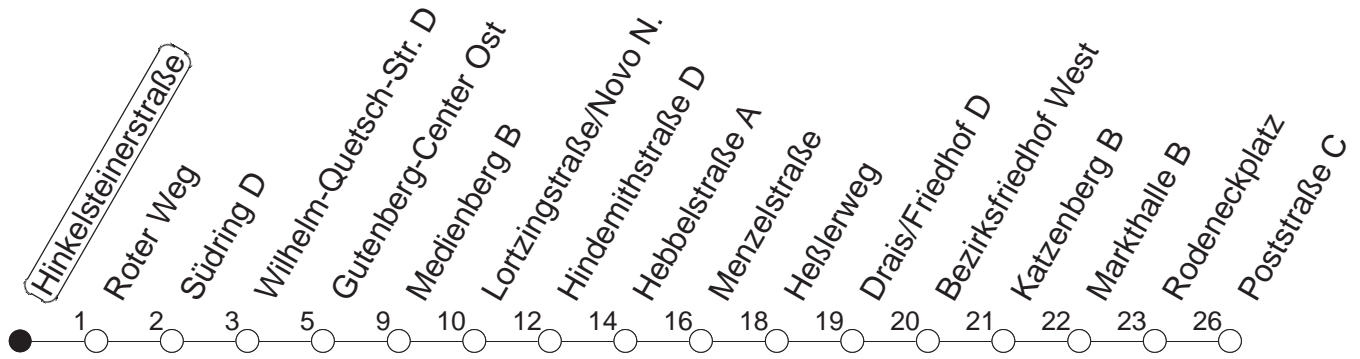 Hinkelsteinerstraße
Roter Weg
Südring D
Wilhelm-Quetsch-Str. D
Gutenberg-Center Ost
Medienberg B
Lortzingstraße/Novo N.
Hindemithstraße D
Hebbelstraße A
Menzelstraße
Heßlerweg
Drais/Friedhof D
Bezirksfriedhof West
Katzenberg B
Markthalle B
Rodeneckplatz
Poststraße C
1 2 3 5 9 10 12 14 16 18 19 20 21 22 23 26